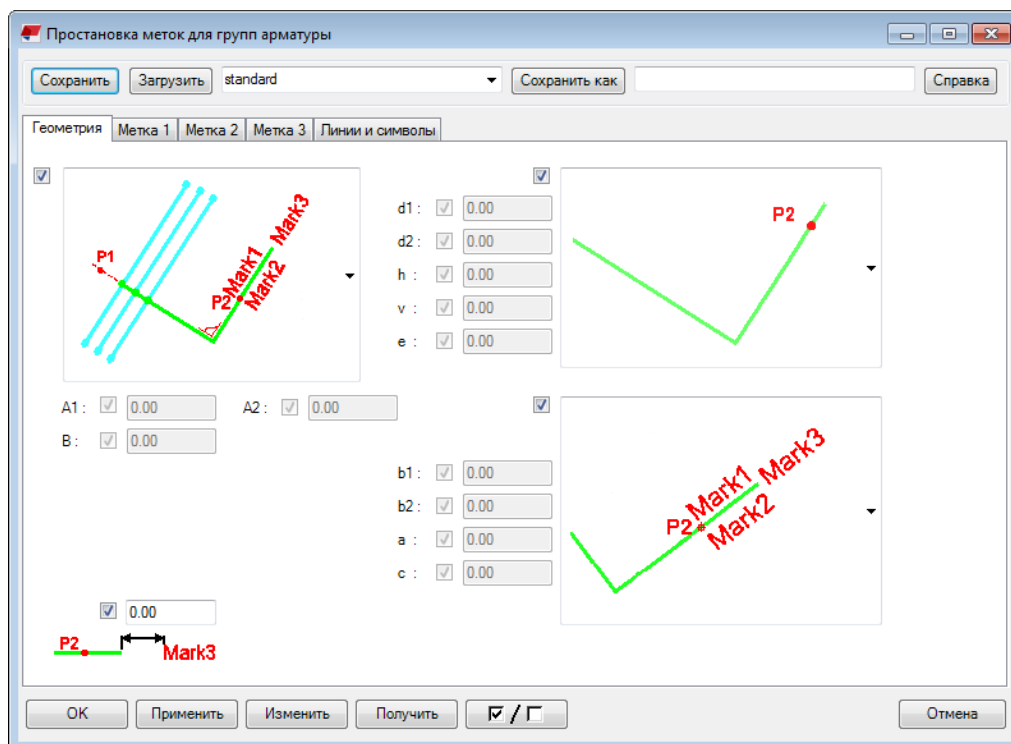 Простановка меток для групп арматуры
Сохранить Загрузить standard Сохранить как Справка
Геометрия Метка 1 Метка 2 Метка 3 Линии и символы
P1 P2 Mark1 Mark2 Mark3
d1 : 0.00
d2 : 0.00
h : 0.00
v : 0.00
e : 0.00
P2
A1 : 0.00 A2 : 0.00
B : 0.00
b1 : 0.00
b2 : 0.00
a : 0.00
c : 0.00
P2 Mark1 Mark2 Mark3
0.00
P2 Mark3
OK Применить Изменить Получить / Отмена